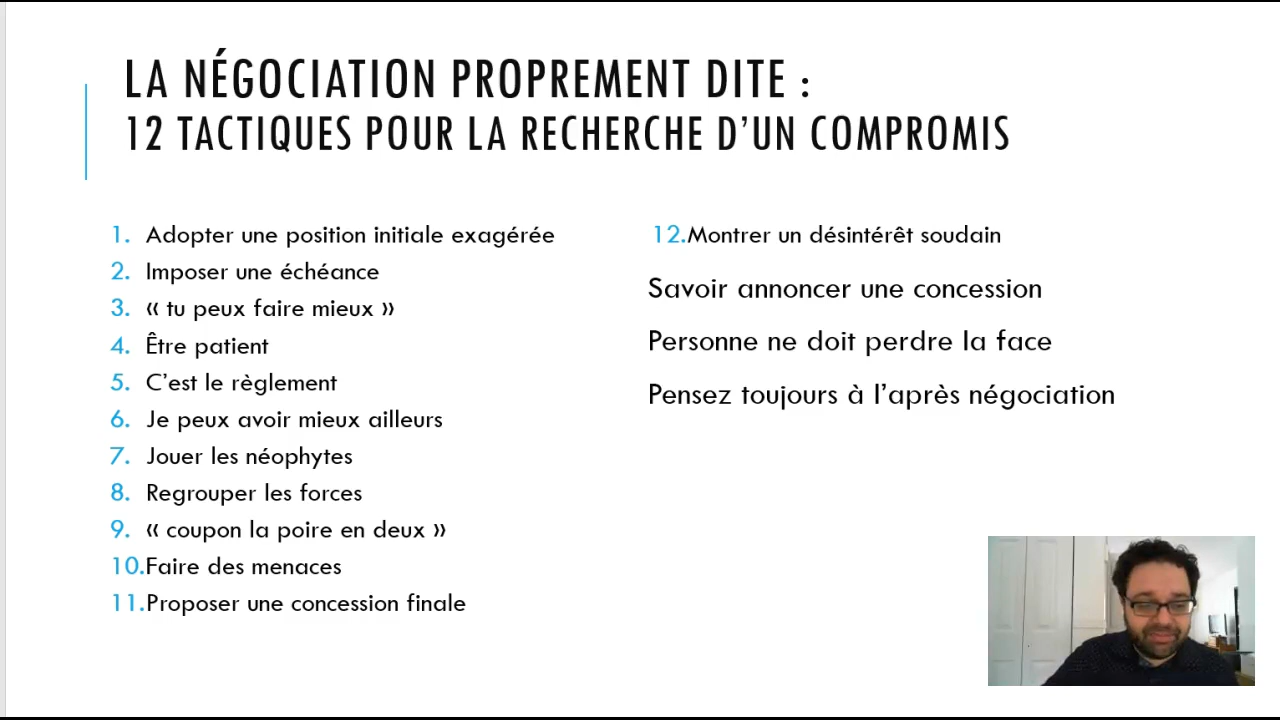 LA NÉGOCIATION PROPREMENT DITE :
12 TACTIQUES POUR LA RECHERCHE D'UN COMPROMIS
1. Adopter une position initiale exagérée
2. Imposer une échéance
3. « tu peux faire mieux »
4. Être patient
5. C'est le règlement
6. Je peux avoir mieux ailleurs
7. Jouer les néophytes
8. Regrouper les forces
9. « coupon la poire en deux »
10. Faire des menaces
11. Proposer une concession finale
12. Montrer un désintérêt soudain
Savoir annoncer une concession
Personne ne doit perdre la face
Pensez toujours à l'après négociation